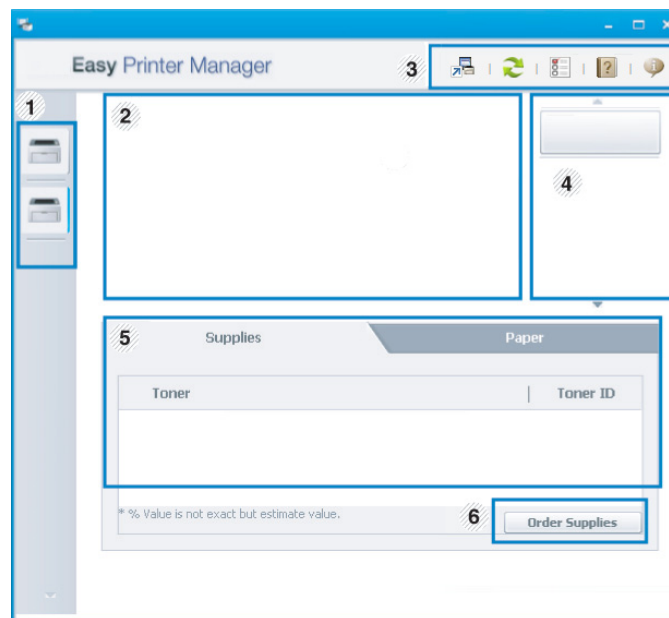 Easy Printer Manager
3
1
2
4
5
Supplies
Paper
Toner
Toner ID
* % Value is not exact but estimate value.
6
Order Supplies